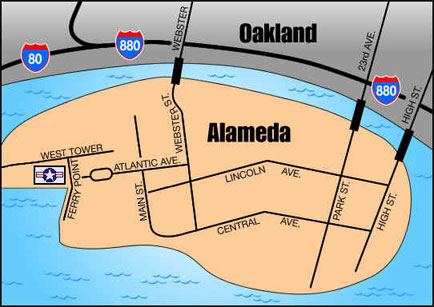 WEBSTER
Oakland
23rd AVE.
80
880
880
HIGH ST.
WEBSTER ST.
Alameda
WEST TOWER
ATLANTIC AVE.
FERRY POINT
MAIN ST.
LINCOLN AVE.
CENTRAL AVE.
PARK ST.
HIGH ST.